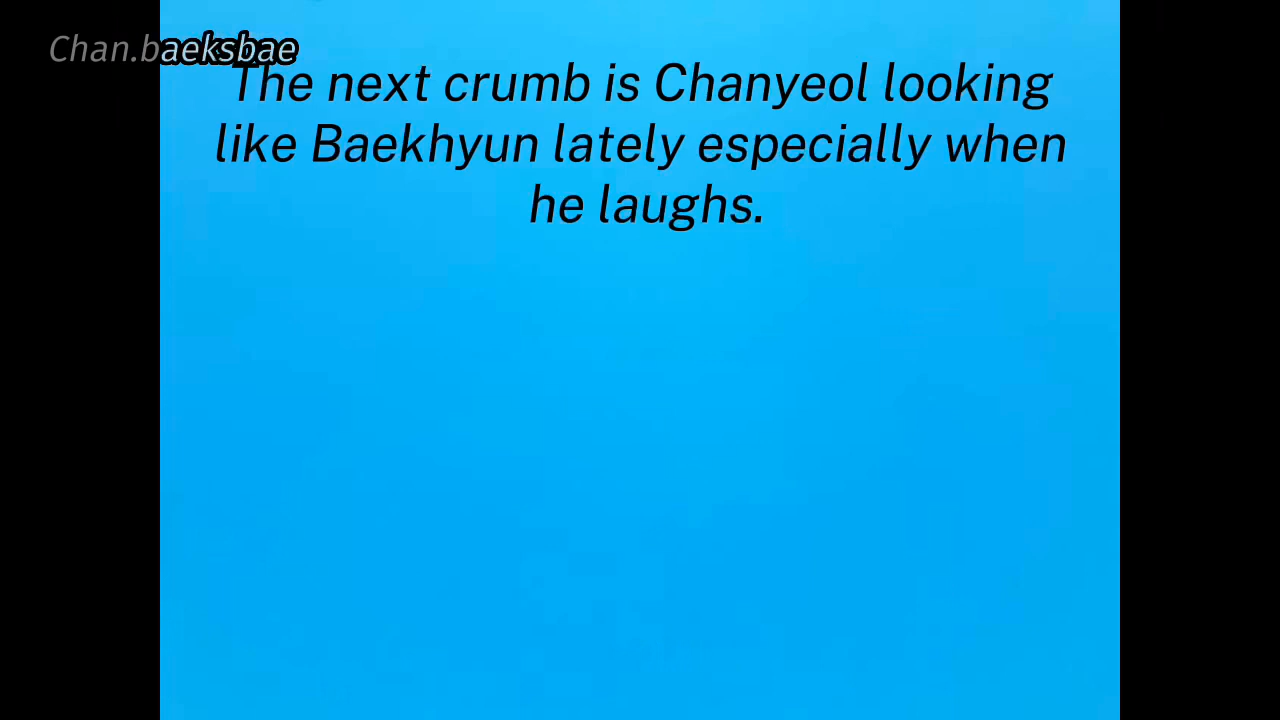 Chan.baeksbae
The next crumb is Chanyeol looking
like Baekhyun lately especially when
he laughs.